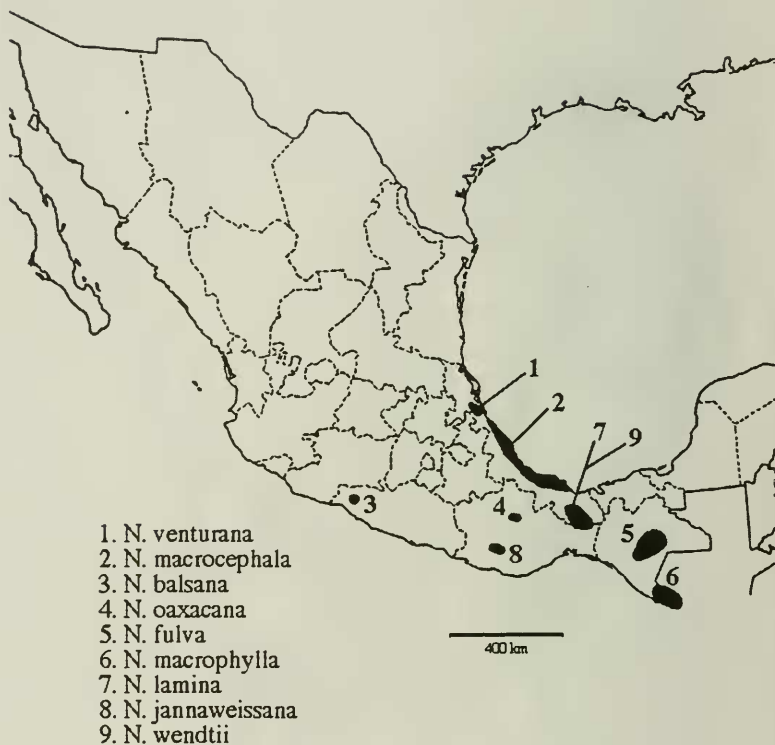 1
2
7
9
3
4
5
8
6
1. N. venturana
2. N. macrocephala
3. N. balsana
4. N. oaxacana
5. N. fulva
6. N. macrophylla
7. N. lamina
8. N. jannaweissana
9. N. wendtii
400 km